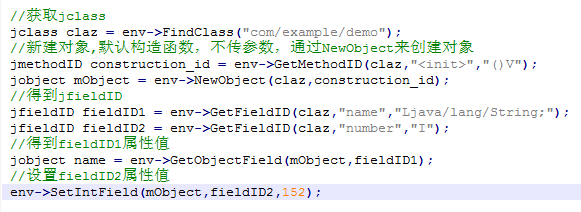 //获取jclass
jclass claz = env->FindClass("com/example/demo");
//新建对象,默认构造函数，不传参数，通过NewObject来创建对象
jmethodID construction_id = env->GetMethodID(claz,"<init>","()V");
jobject mObject = env->NewObject(claz,construction_id);
//得到jfieldID
jfieldID fieldID1 = env->GetFieldID(claz,"name","Ljava/lang/String;");
jfieldID fieldID2 = env->GetFieldID(claz,"number","I");
//得到fieldID1属性值
jobject name = env->GetObjectField(mObject,fieldID1);
//设置fieldID2属性值
env->SetIntField(mObject,fieldID2,152);